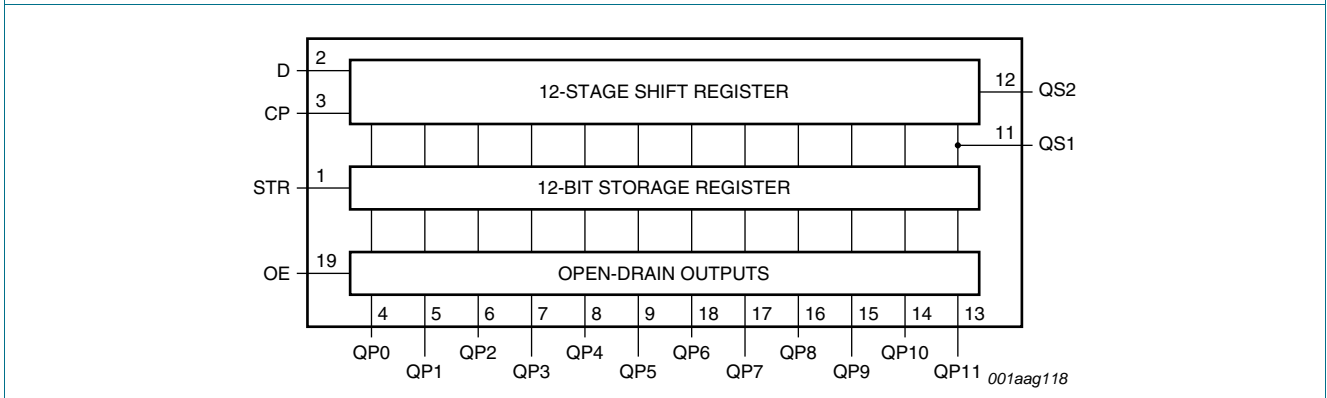 D 2
12-STAGE SHIFT REGISTER
12 QS2
CP 3
11 QS1
STR 1
12-BIT STORAGE REGISTER
OE 19
OPEN-DRAIN OUTPUTS
4 5 6 7 8 9 18 17 16 15 14 13
QP0 QP2 QP4 QP6 QP8 QP10
QP1 QP3 QP5 QP7 QP9 QP11
001aag118